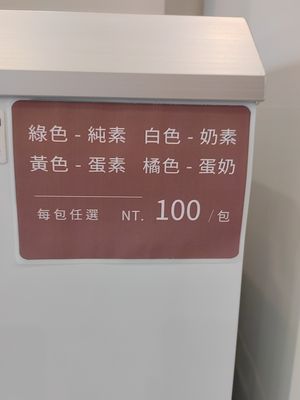 綠色 - 純素 白色 - 奶素
黃色 - 蛋素 橘色 - 蛋奶
每包任選 NT. 100 / 包